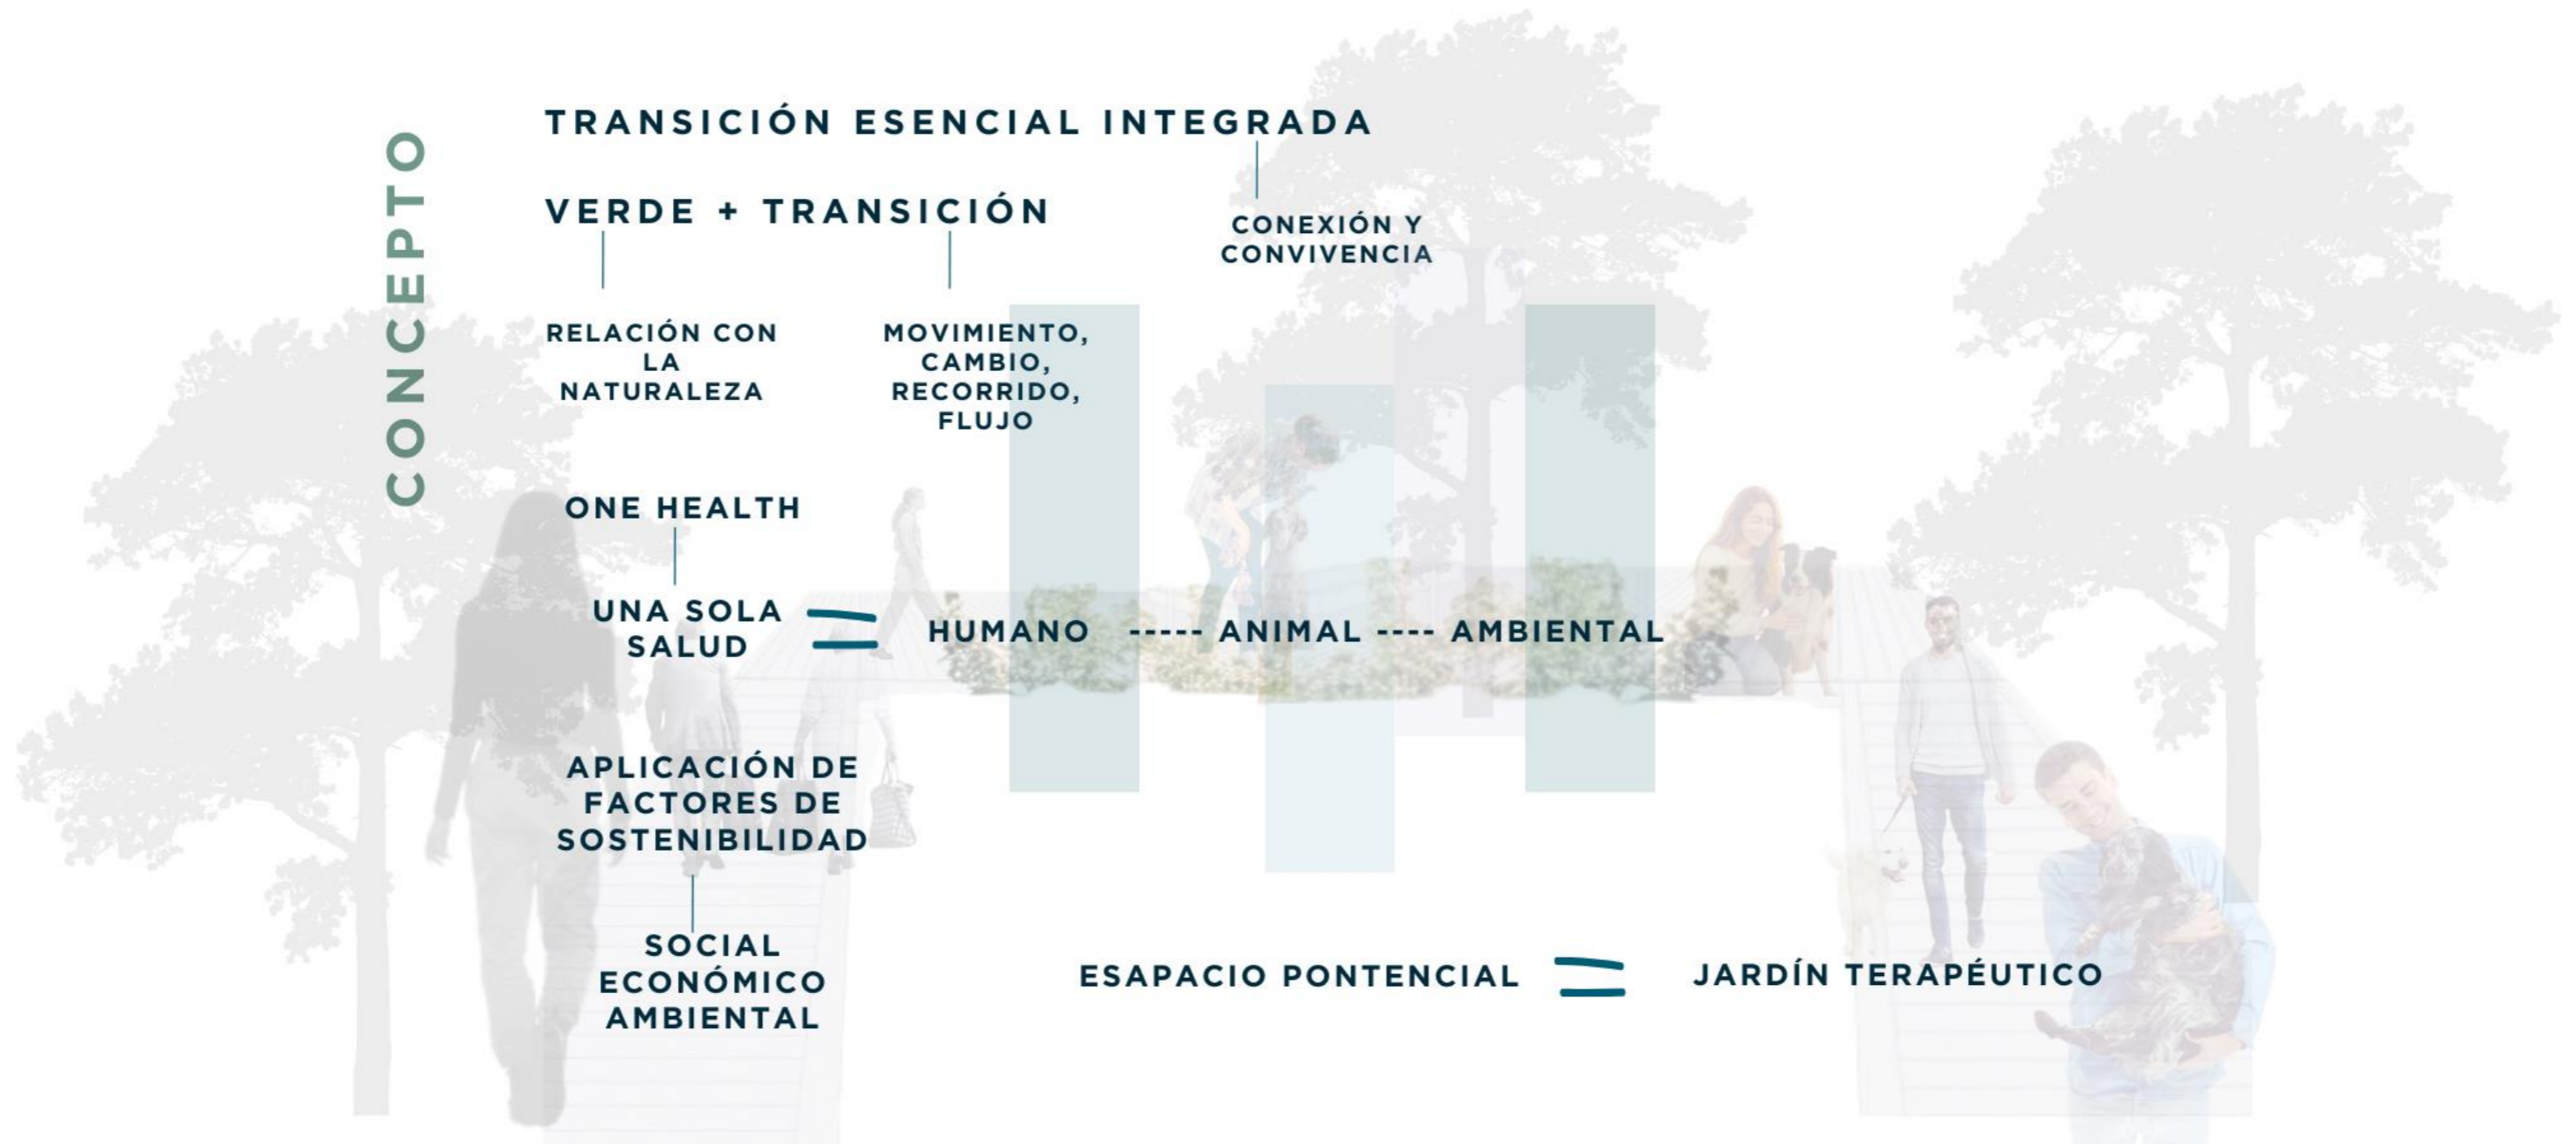 CONCEPTO
TRANSICIÓN ESENCIAL INTEGRADA
CONEXIÓN Y
CONVIVENCIA
VERDE + TRANSICIÓN
RELACIÓN CON
LA
NATURALEZA
MOVIMIENTO,
CAMBIO,
RECORRIDO,
FLUJO
ONE HEALTH
UNA SOLA
SALUD
=
HUMANO ----- ANIMAL ---- AMBIENTAL
APLICACIÓN DE
FACTORES DE
SOSTENIBILIDAD
SOCIAL
ECONÓMICO
AMBIENTAL
ESAPACIO PONTENCIAL = JARDÍN TERAPÉUTICO